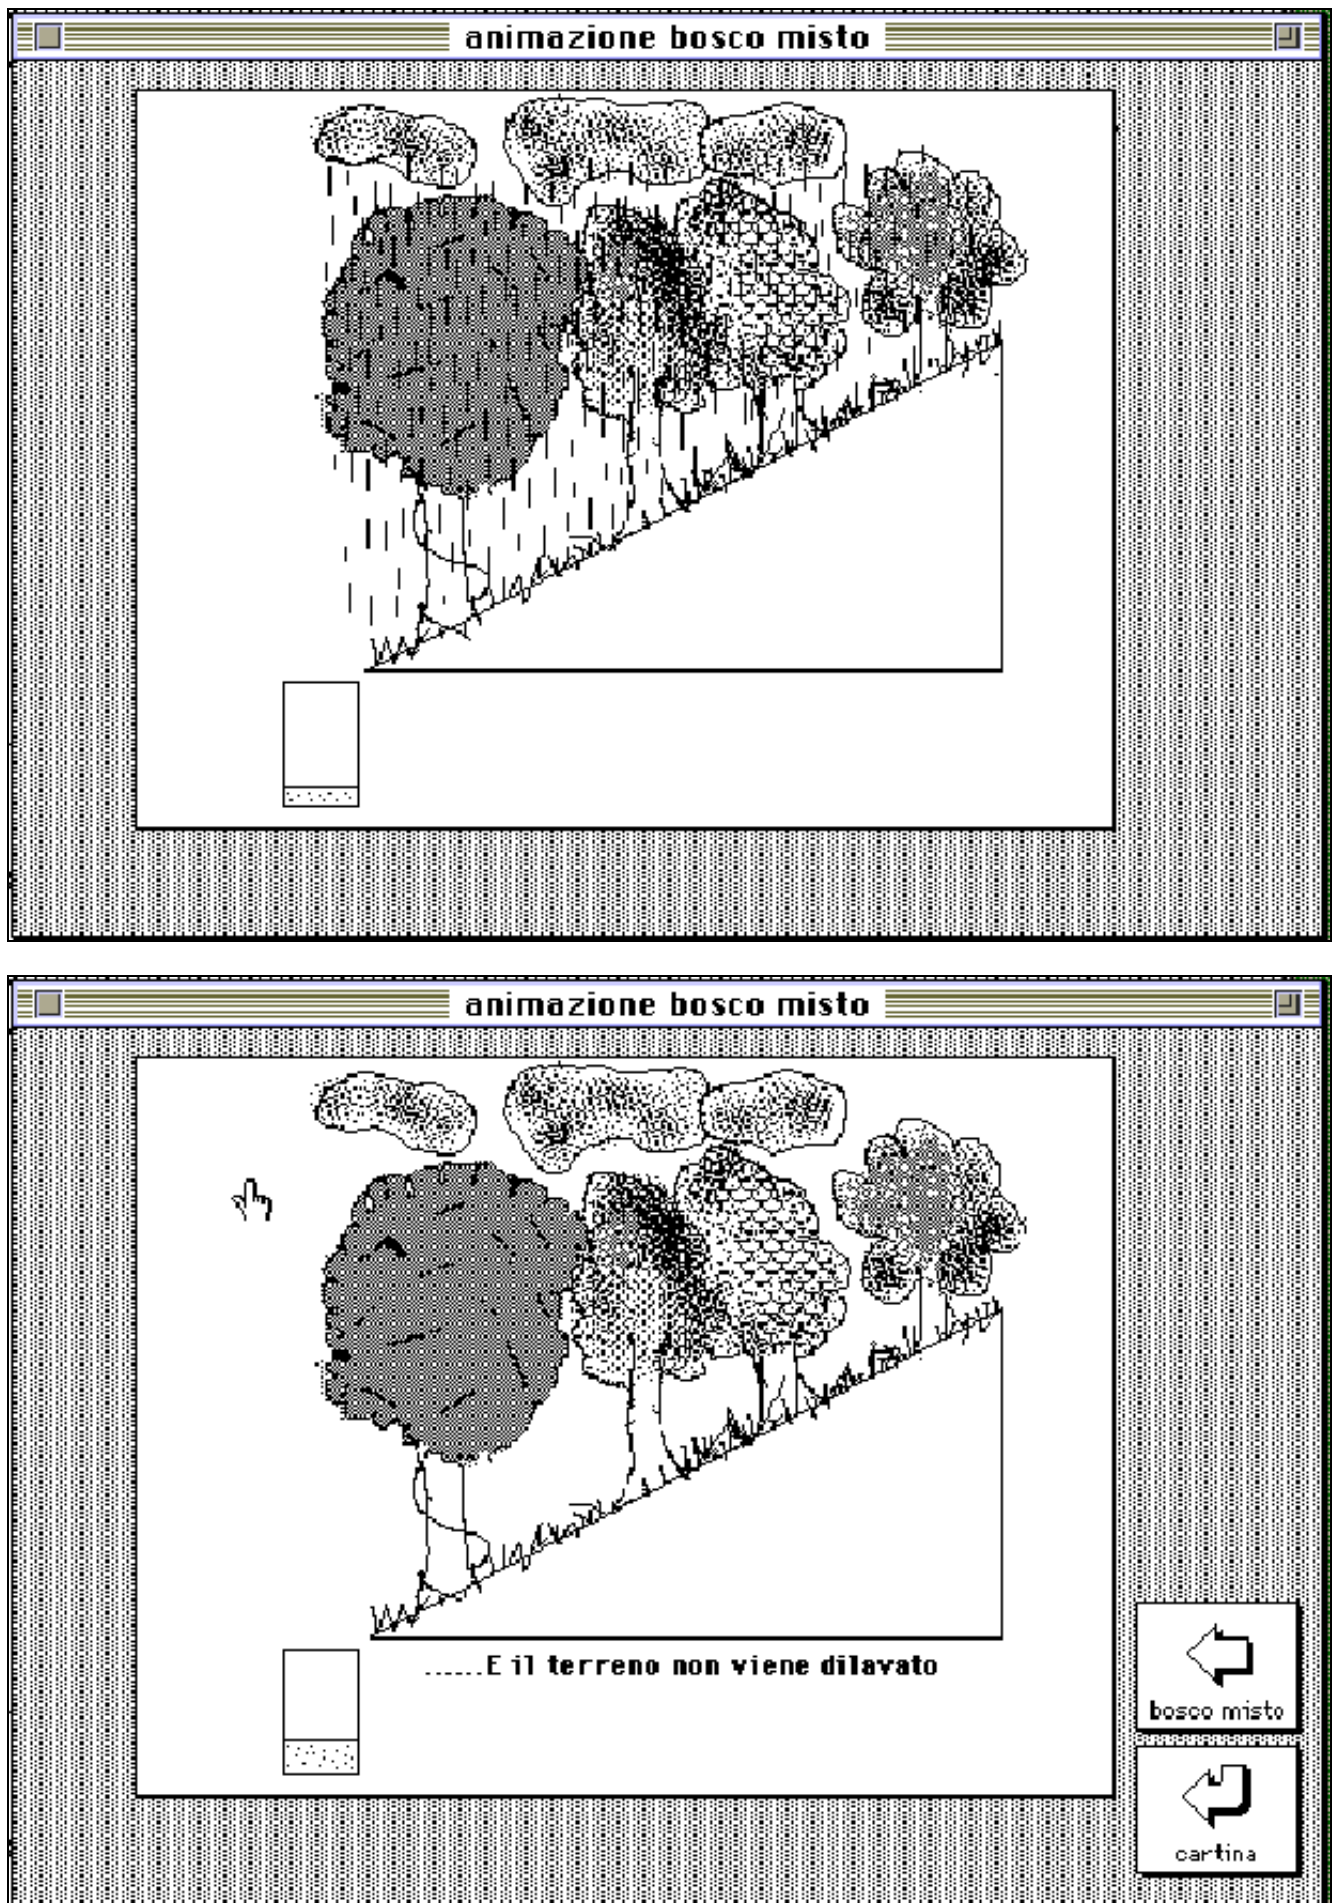 animazione bosco misto
animazione bosco misto
......E il terreno non viene dilavato
bosco misto
cartina